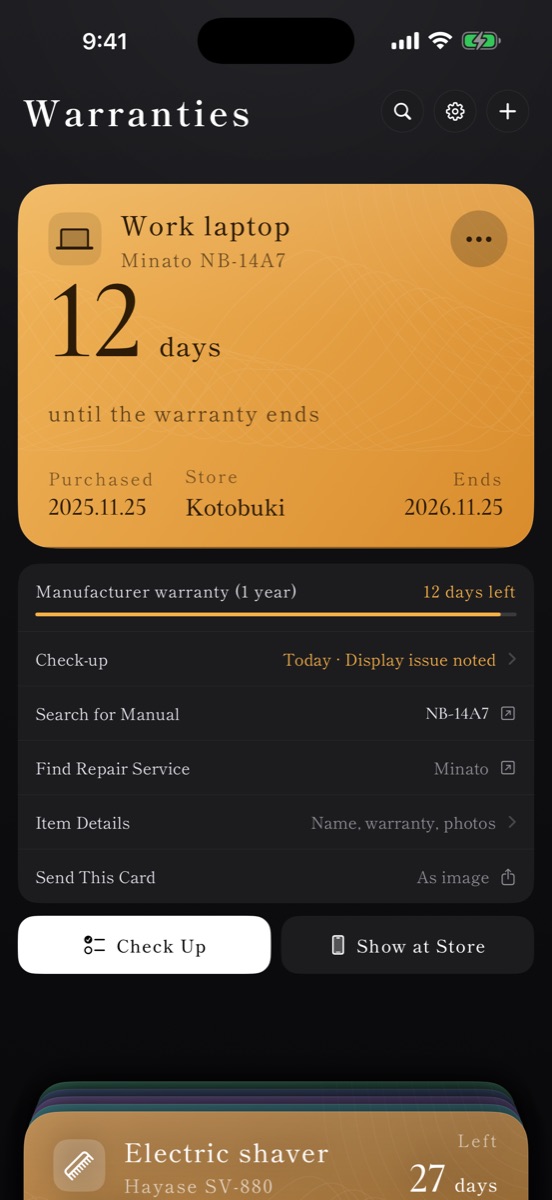 9:41
Warranties
Work laptop
Minato NB-14A7
12 days
until the warranty ends
Purchased Store Ends
2025.11.25 Kotobuki 2026.11.25
Manufacturer warranty (1 year) 12 days left
Check-up Today · Display issue noted
Search for Manual NB-14A7
Find Repair Service Minato
Item Details Name, warranty, photos
Send This Card As image
Check Up Show at Store
Electric shaver Left
Hayase SV-880 27 days